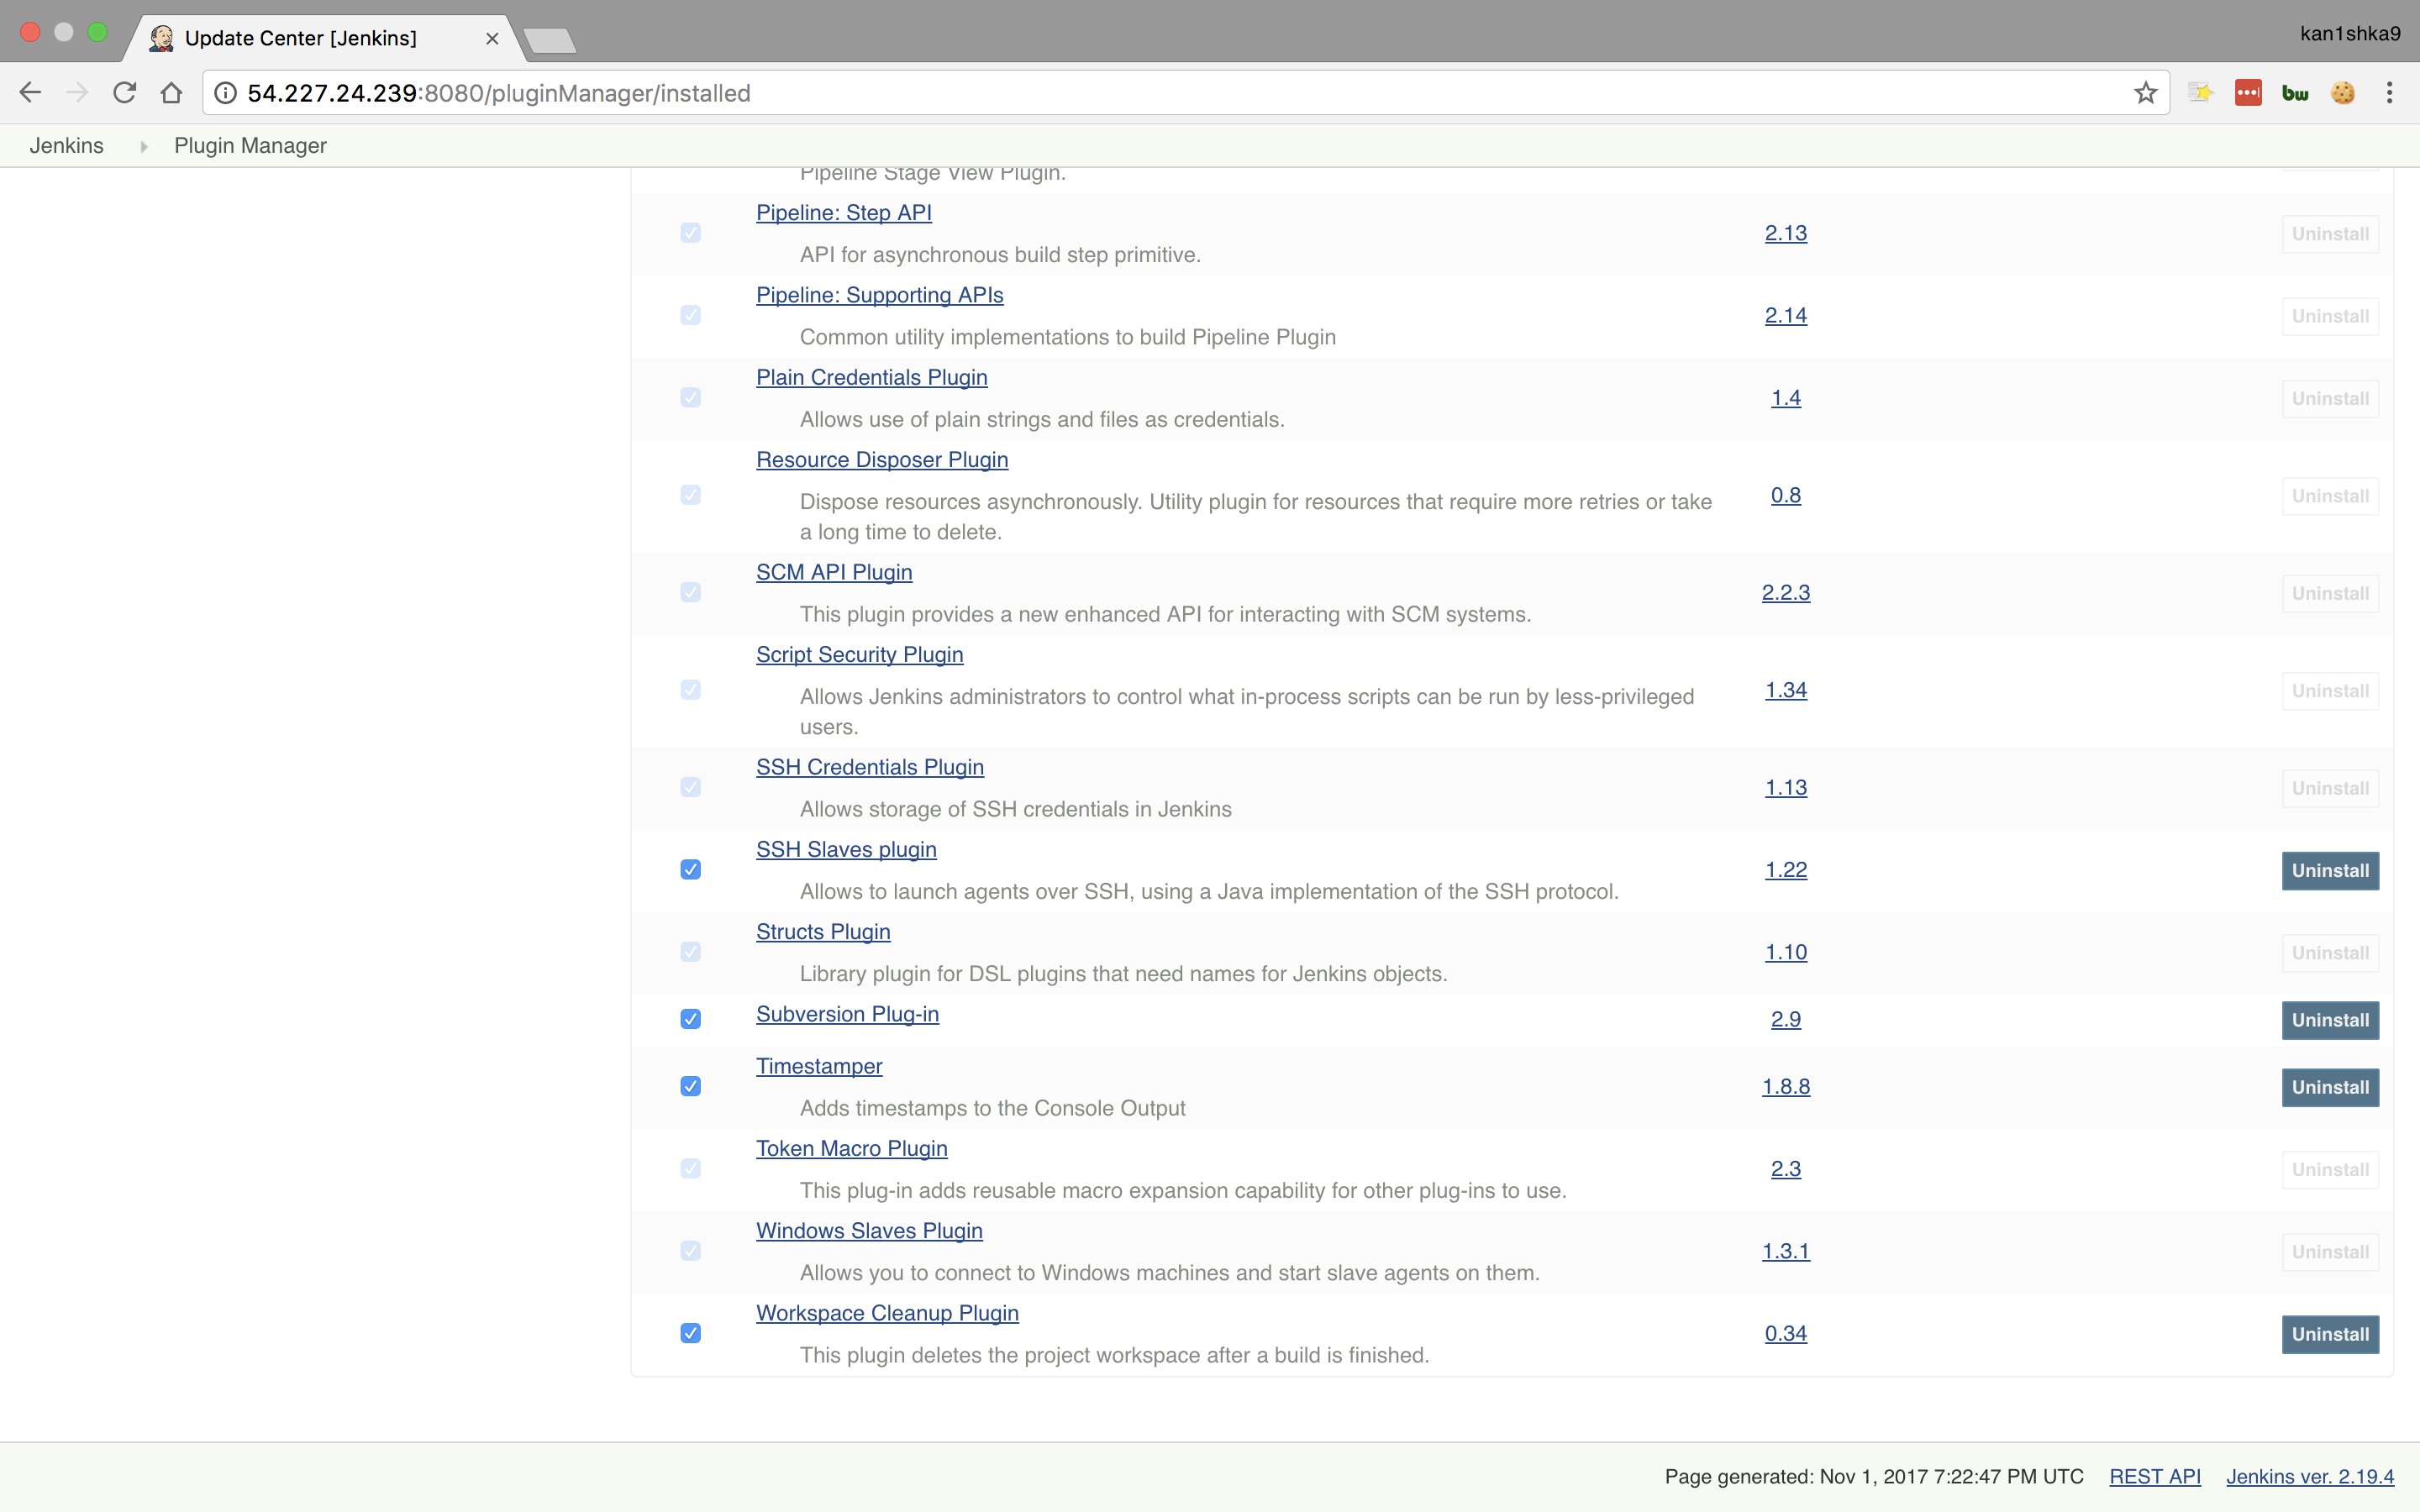 Update Center [Jenkins]
kan1shka9
54.227.24.239:8080/pluginManager/installed
bw
Jenkins
Plugin Manager
Pipeline Stage View Plugin.
Pipeline: Step API
API for asynchronous build step primitive.
2.13
Uninstall
Pipeline: Supporting APIs
Common utility implementations to build Pipeline Plugin
2.14
Uninstall
Plain Credentials Plugin
Allows use of plain strings and files as credentials.
1.4
Uninstall
Resource Disposer Plugin
Dispose resources asynchronously. Utility plugin for resources that require more retries or take
a long time to delete.
0.8
Uninstall
SCM API Plugin
This plugin provides a new enhanced API for interacting with SCM systems.
2.2.3
Uninstall
Script Security Plugin
Allows Jenkins administrators to control what in-process scripts can be run by less-privileged
users.
1.34
Uninstall
SSH Credentials Plugin
Allows storage of SSH credentials in Jenkins
1.13
Uninstall
SSH Slaves plugin
Allows to launch agents over SSH, using a Java implementation of the SSH protocol.
1.22
Uninstall
Structs Plugin
Library plugin for DSL plugins that need names for Jenkins objects.
1.10
Uninstall
Subversion Plug-in
2.9
Uninstall
Timestamper
Adds timestamps to the Console Output
1.8.8
Uninstall
Token Macro Plugin
This plug-in adds reusable macro expansion capability for other plug-ins to use.
2.3
Uninstall
Windows Slaves Plugin
Allows you to connect to Windows machines and start slave agents on them.
1.3.1
Uninstall
Workspace Cleanup Plugin
This plugin deletes the project workspace after a build is finished.
0.34
Uninstall
Page generated: Nov 1, 2017 7:22:47 PM UTC
REST API
Jenkins ver. 2.19.4